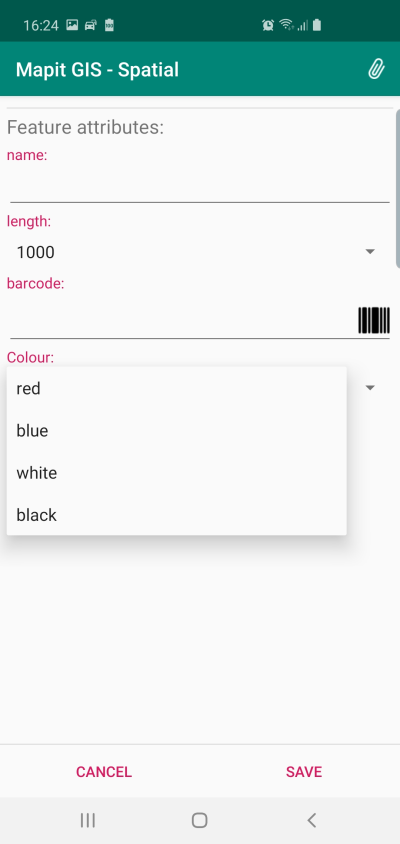 16:24
Mapit GIS - Spatial
Feature attributes:
name:
length:
1000
barcode:
Colour:
red
blue
white
black
CANCEL
SAVE